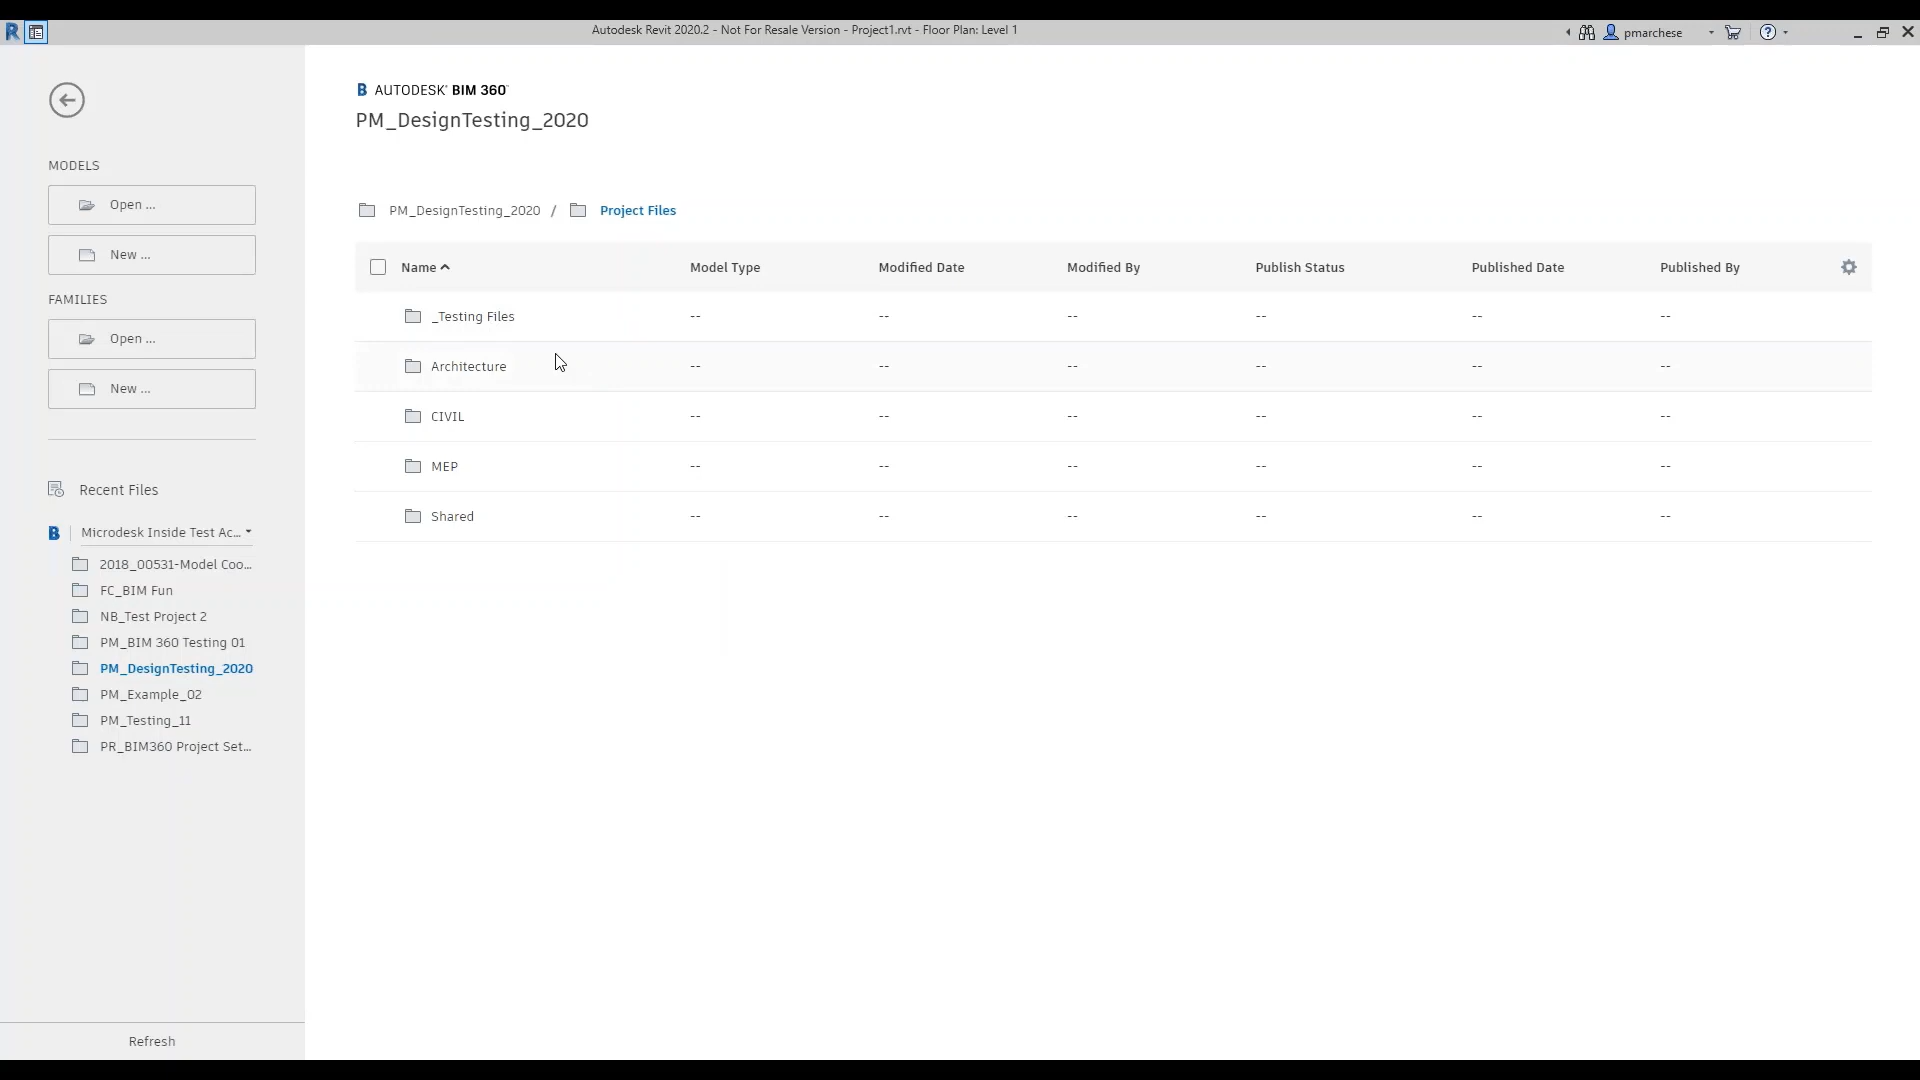 Autodesk Revit 2020.2 - Not For Resale Version - Project1.rvt - Floor Plan: Level 1
pmarchese
AUTODESK® BIM 360™
PM_DesignTesting_2020
MODELS
Open ...
New ...
FAMILIES
Open ...
New ...
Recent Files
Microdesk Inside Test Ac...
2018_00531-Model Coo...
FC_BIM Fun
NB_Test Project 2
PM_BIM 360 Testing 01
PM_DesignTesting_2020
PM_Example_02
PM_Testing_11
PR_BIM360 Project Set...
Refresh
PM_DesignTesting_2020 / Project Files
Name Model Type Modified Date Modified By Publish Status Published Date Published By
_Testing Files -- -- -- -- -- --
Architecture -- -- -- -- -- --
CIVIL -- -- -- -- -- --
MEP -- -- -- -- -- --
Shared -- -- -- -- -- --